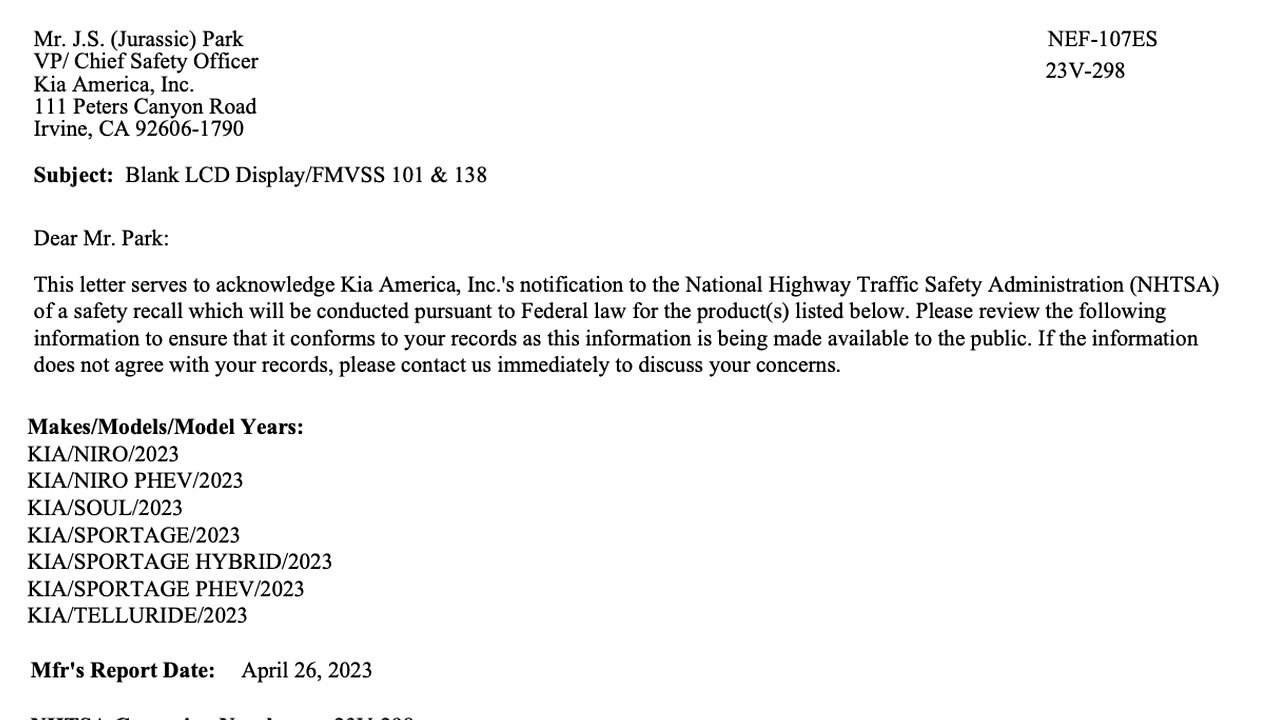 Mr. J.S. (Jurassic) Park
VP/ Chief Safety Officer
Kia America, Inc.
111 Peters Canyon Road
Irvine, CA 92606-1790
NEF-107ES
23V-298
Subject: Blank LCD Display/FMVSS 101 & 138
Dear Mr. Park:
This letter serves to acknowledge Kia America, Inc.'s notification to the National Highway Traffic Safety Administration (NHTSA)
of a safety recall which will be conducted pursuant to Federal law for the product(s) listed below. Please review the following
information to ensure that it conforms to your records as this information is being made available to the public. If the information
does not agree with your records, please contact us immediately to discuss your concerns.
Makes/Models/Model Years:
KIA/NIRO/2023
KIA/NIRO PHEV/2023
KIA/SOUL/2023
KIA/SPORTAGE/2023
KIA/SPORTAGE HYBRID/2023
KIA/SPORTAGE PHEV/2023
KIA/TELLURIDE/2023
Mfr's Report Date: April 26, 2023